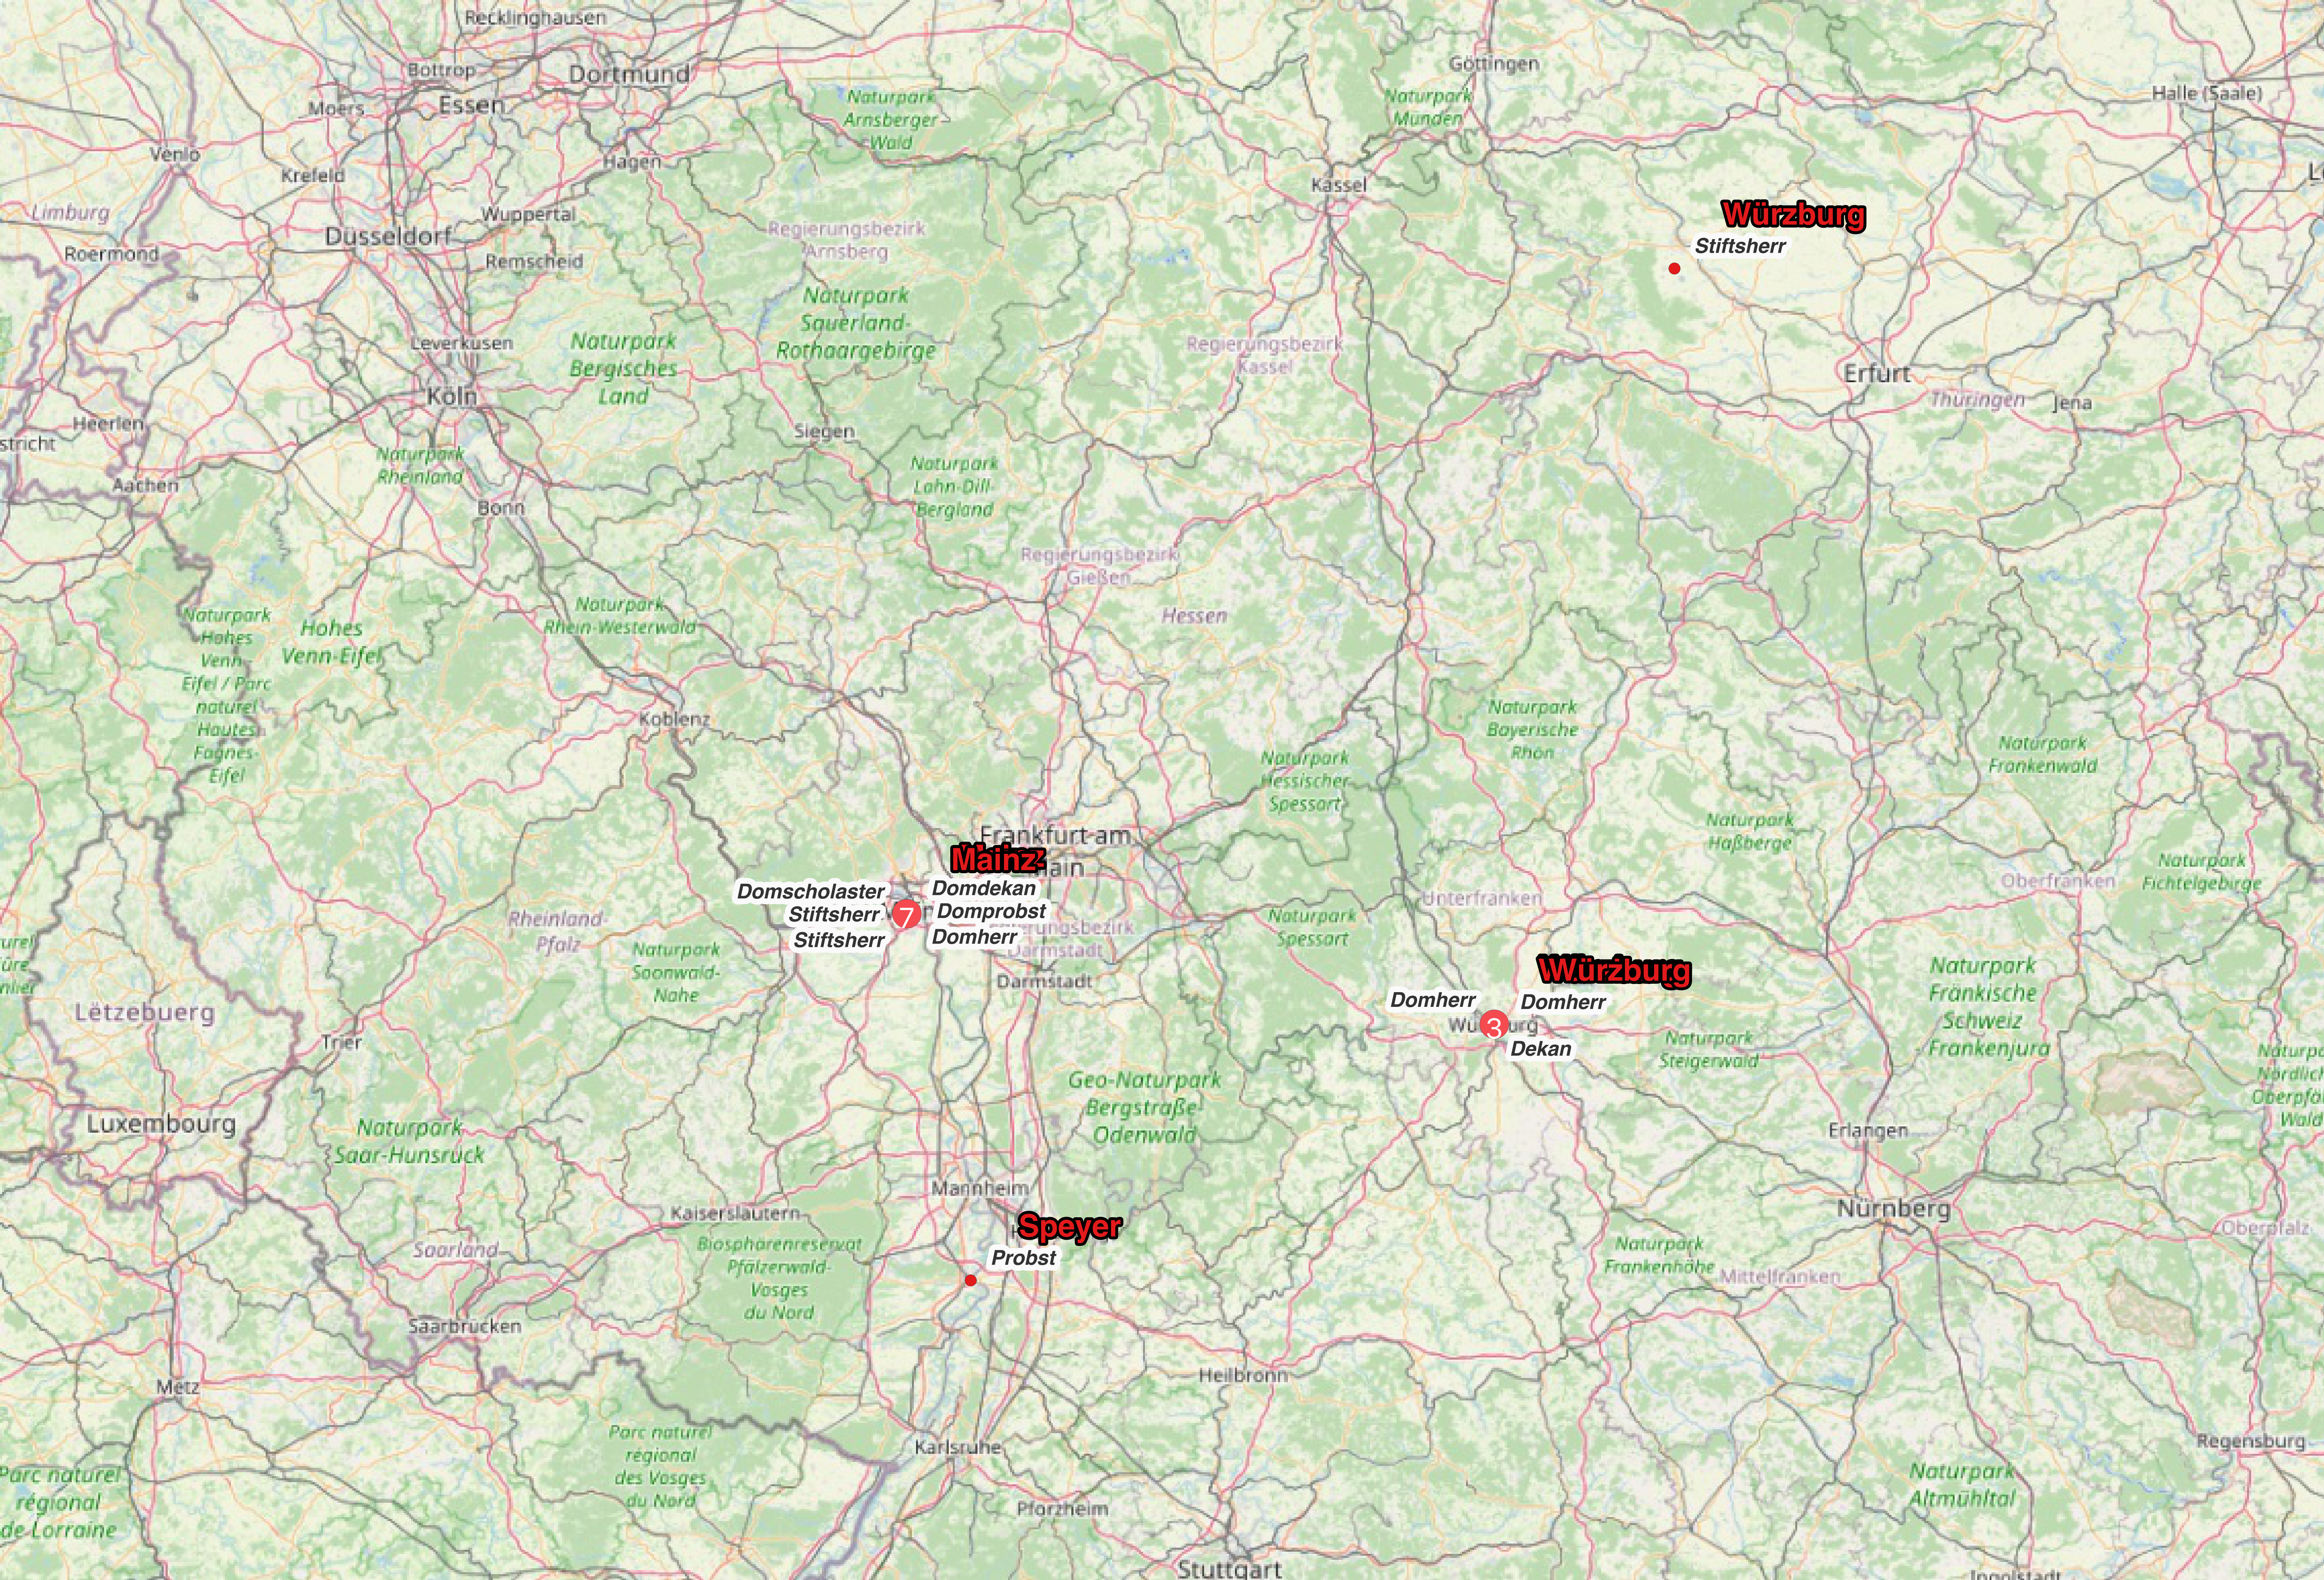 Recklinghausen
Bottrop
Dortmund
Göttingen
Essen
Moers
Halle (Saale)
Naturpark
Arnsberger
Wald
Naturpark
Münden
Venlo
Hagen
Krefeld
Kassel
Limburg
Wuppertal
Würzburg
Stiftsherr
Düsseldorf
Regierungsbezirk
Arnsberg
Roermond
Remscheid
Naturpark
Sauerland-
Rothaargebirge
Leverkusen
Naturpark
Bergisches
Land
Regierungsbezirk
Kassel
Erfurt
Köln
Thüringen
Jena
Heerlen
Siegen
stricht
Naturpark
Rheinland
Naturpark
Lahn-Dill-
Bergland
Aachen
Bonn
Regierungsbezirk
Gießen
Naturpark
Rhein-Westerwald
Hessen
Naturpark
Hohes
Venn-
Eifel / Parc
naturel
Hautes
Fagnes-
Eifel
Hohes
Venn-Eifel
Koblenz
Naturpark
Bayerische
Rhön
Naturpark
Frankenwald
Naturpark
Hessischer
Spessart
Naturpark
Haßberge
Frankfurt am
Main
Mainz
Domscholaster
Domdekan
Stiftsherr
7
Domprobst
Stiftsherr
Domherr
Regierungsbezirk
Darmstadt
Darmstadt
Rheinland-
Pfalz
Naturpark
Soonwald-
Nahe
Unterfranken
Naturpark
Spessart
Oberfranken
Naturpark
Fichtelgebirge
Würzburg
Domherr
Domherr
3
Dekan
Naturpark
Steigerwald
Naturpark
Fränkische
Schweiz
Frankenjura
Lëtzebuerg
Trier
Geo-Naturpark
Bergstraße-
Odenwald
Luxembourg
Naturpark
Saar-Hunsrück
Erlangen
Mannheim
Kaiserslautern
Nürnberg
Speyer
Probst
Oberpfalz
Saarland
Biosphärenreservat
Pfälzerwald-
Vosges
du Nord
Naturpark
Frankenhöhe
Mittelfranken
Saarbrücken
Heilbronn
Metz
Karlsruhe
Parc naturel
régional
des Vosges
du Nord
Regensburg
Parc naturel
régional
de Lorraine
Naturpark
Altmühltal
Pforzheim
Stuttgart
Ingolstadt